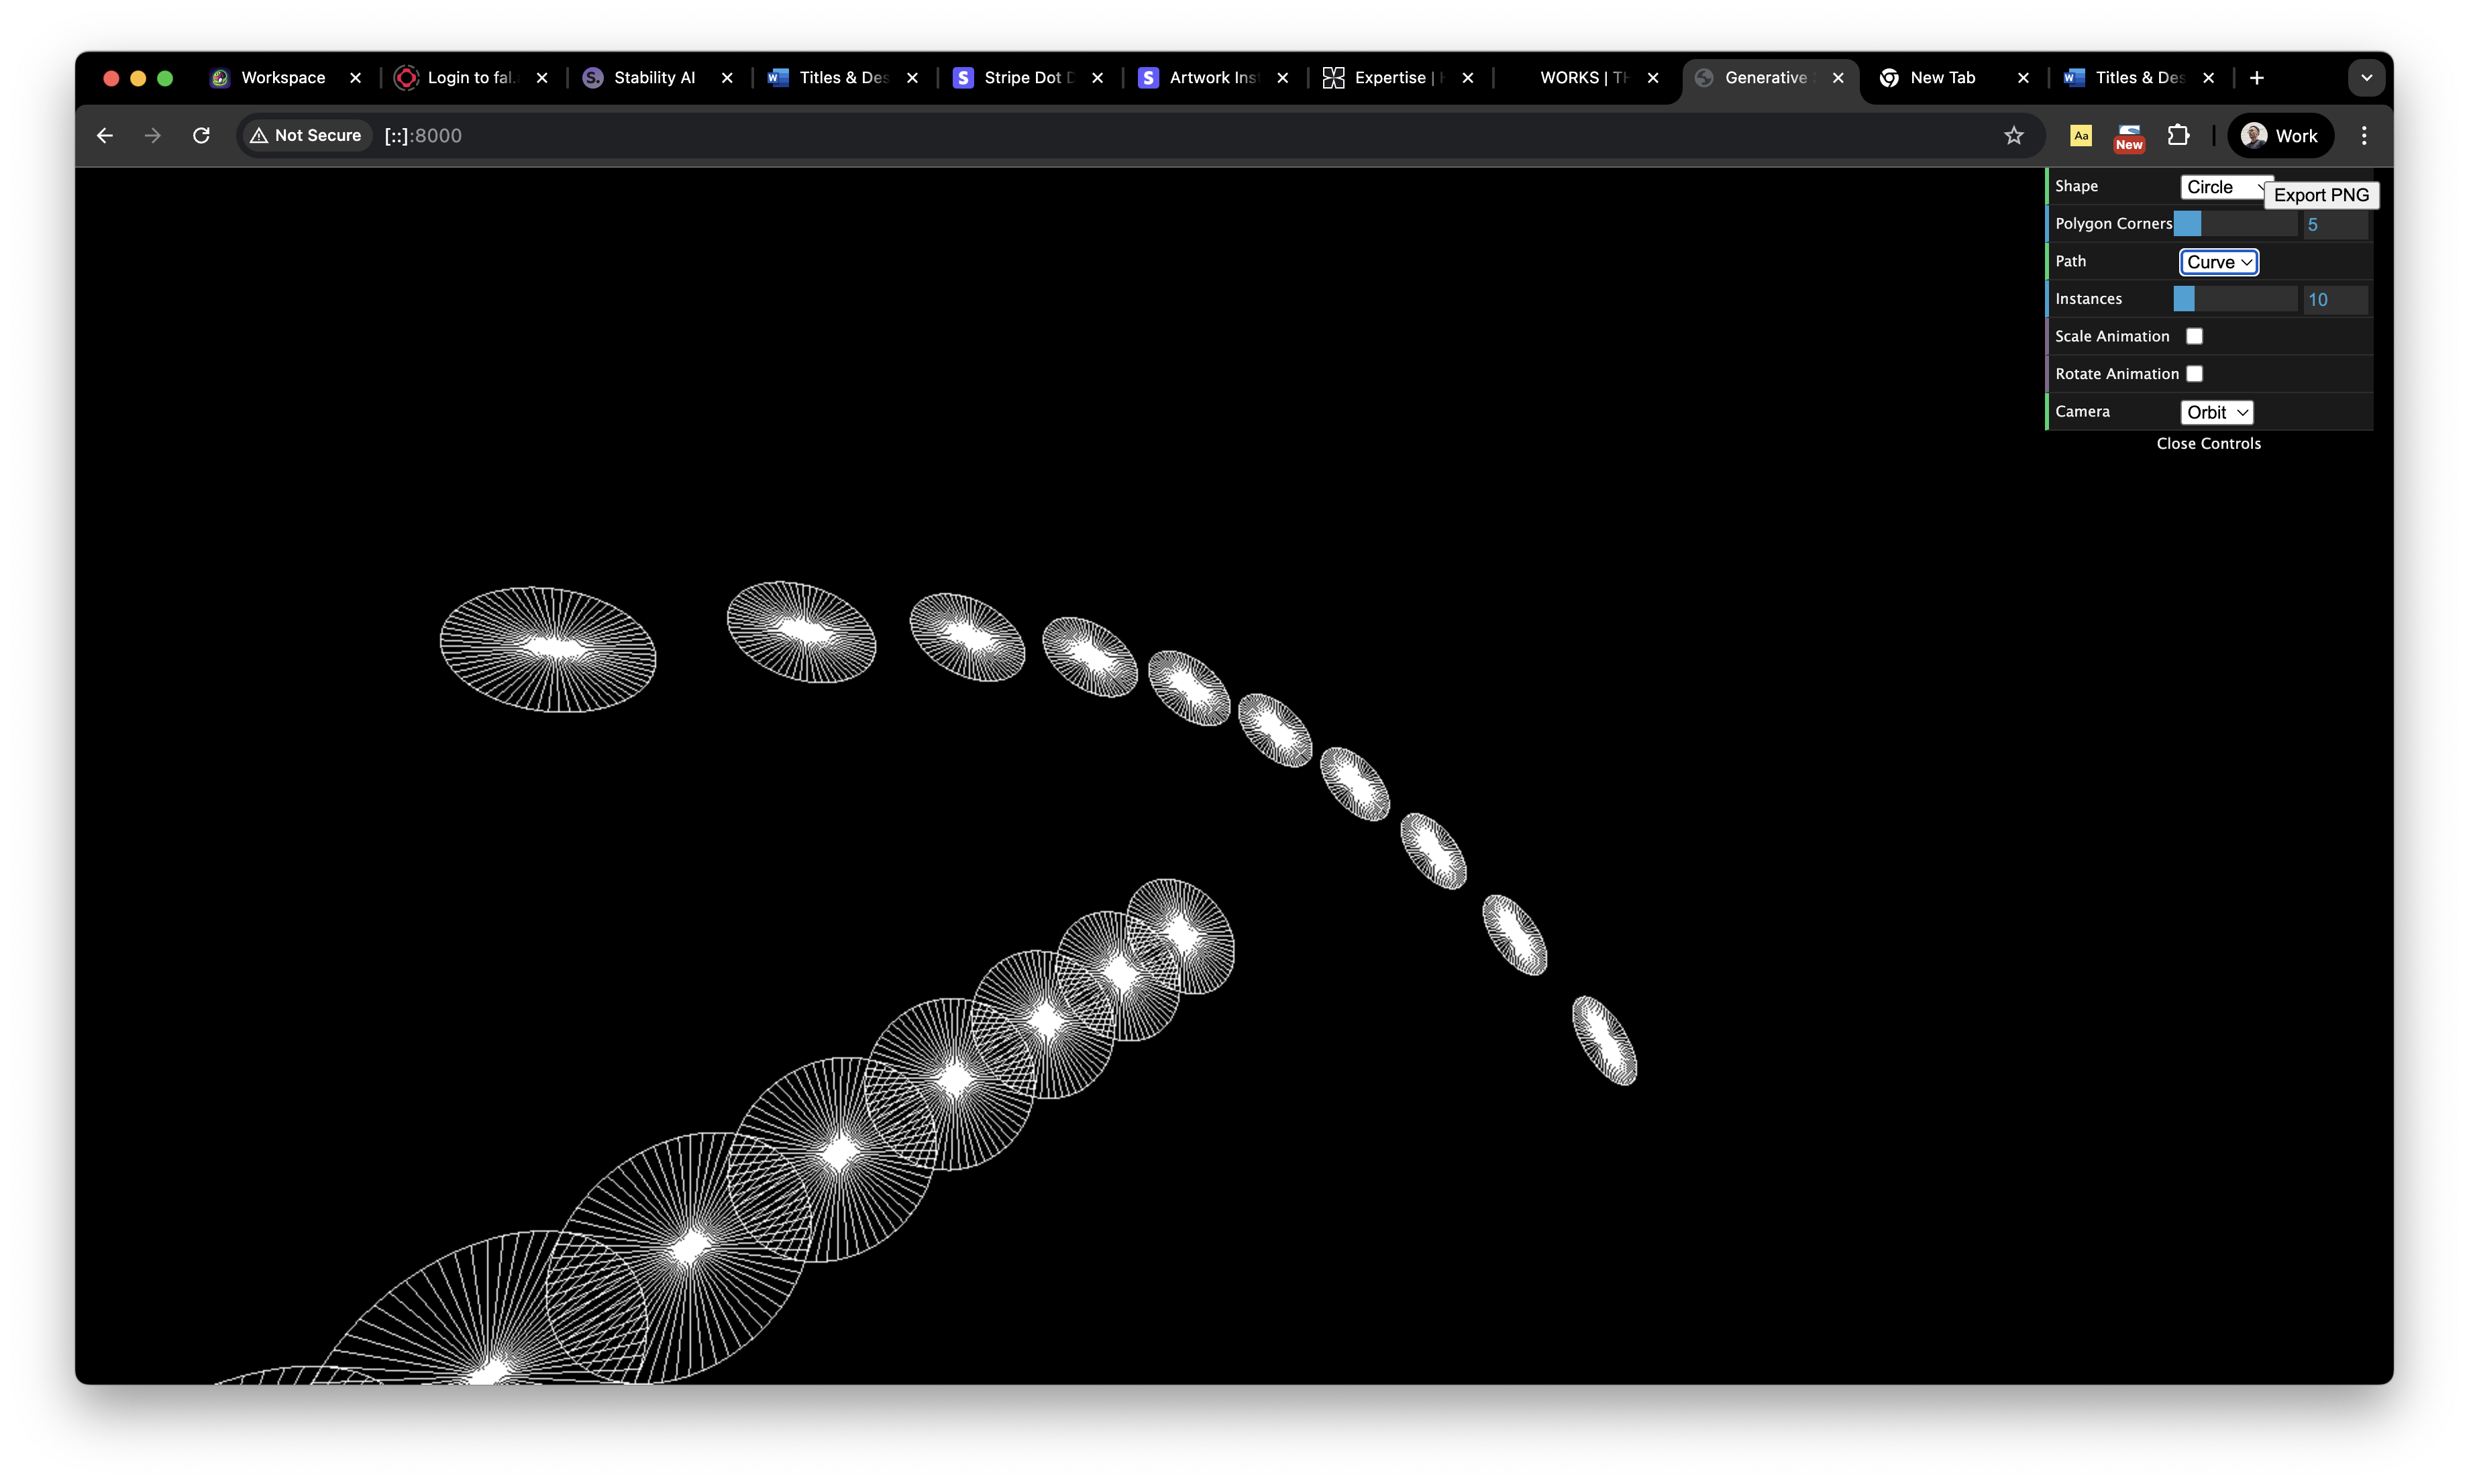 Workspace
Login to fal.
Stability AI
Titles & Des
Stripe Dot D
Artwork Inst
Expertise | H
WORKS | TH
Generative
New Tab
Titles & Des
Not Secure
[::]:8000
Aa
New
Work
Shape
Circle
Export PNG
Polygon Corners
5
Path
Curve
Instances
10
Scale Animation
Rotate Animation
Camera
Orbit
Close Controls